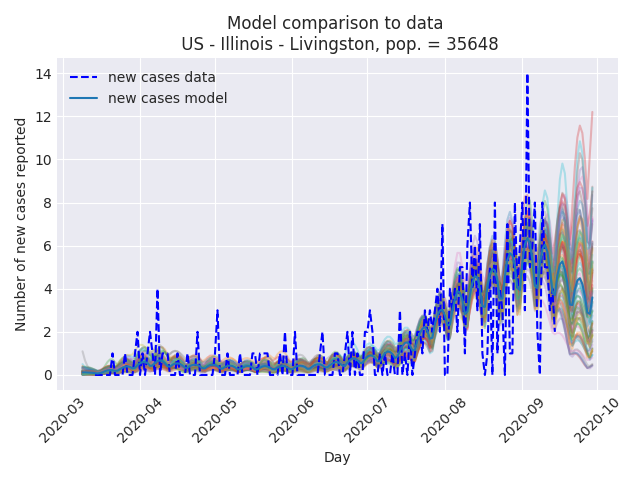 Model comparison to data
US - Illinois - Livingston, pop. = 35648
new cases data
new cases model
Number of new cases reported
14
12
10
8
6
4
2
0
2020-03
2020-04
2020-05
2020-06
2020-07
2020-08
2020-09
2020-10
Day